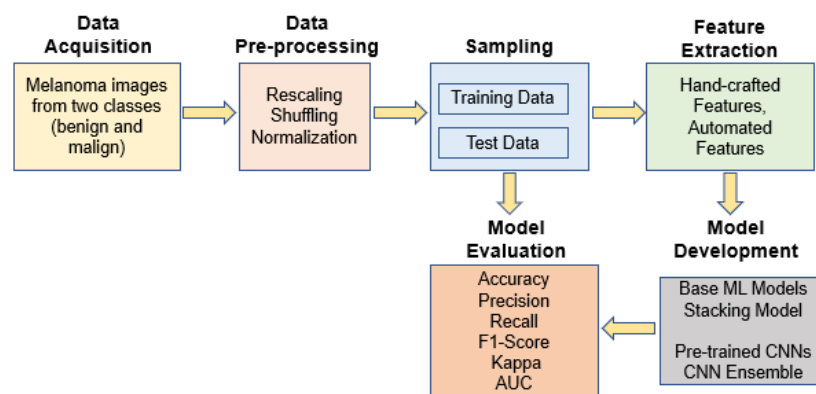 Data
Acquisition
Melanoma images
from two classes
(benign and
malign)
Data
Pre-processing
Rescaling
Shuffling
Normalization
Sampling
Training Data
Test Data
Feature
Extraction
Hand-crafted
Features,
Automated
Features
Model
Development
Base ML Models
Stacking Model
Pre-trained CNNs
CNN Ensemble
Model
Evaluation
Accuracy
Precision
Recall
F1-Score
Kappa
AUC